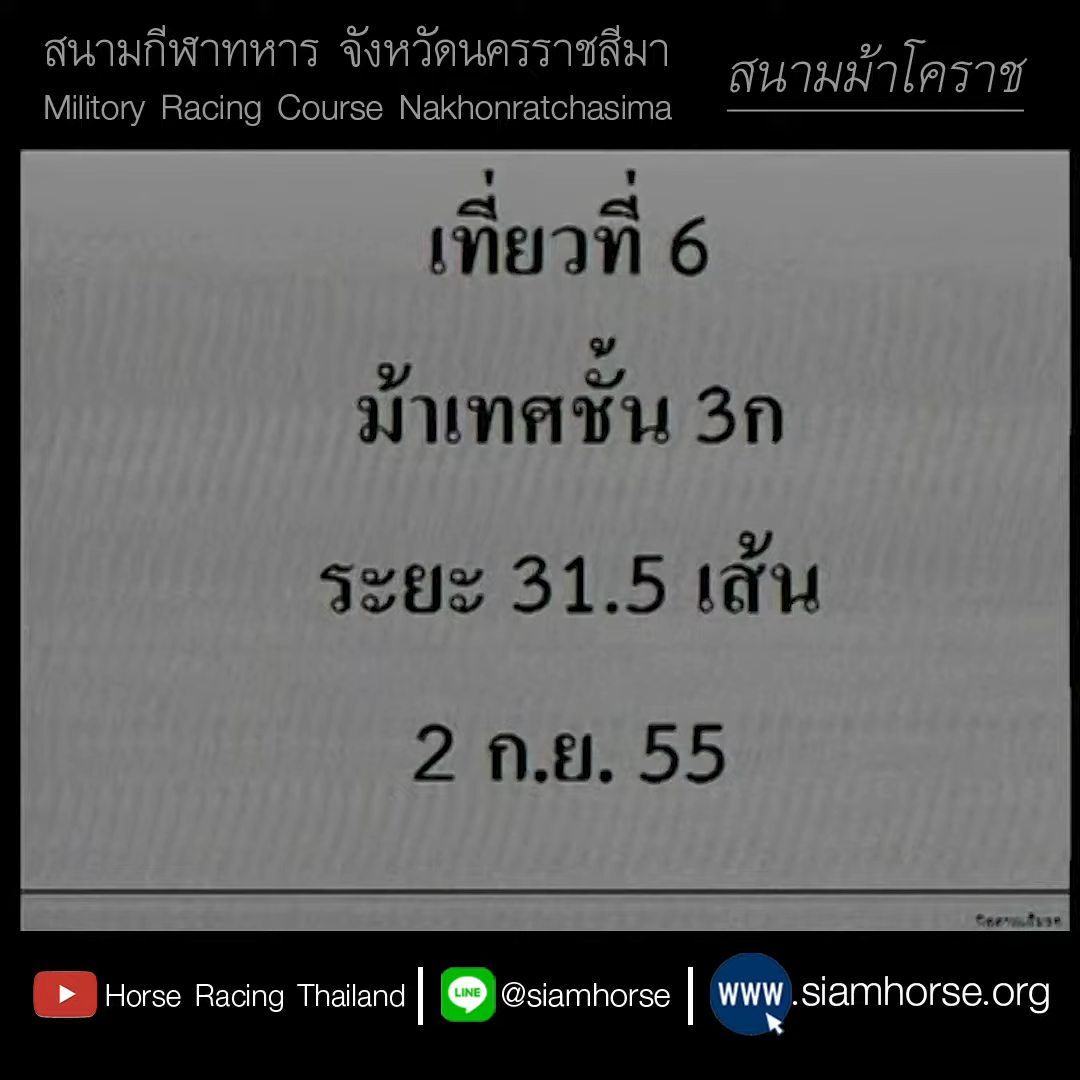 สนามกีฬาทหาร จังหวัดนครราชสีมา
Militory Racing Course Nakhonratchasima
สนามม้าโคราช
เที่ยวที่ 6
ม้าเทศชั้น 3ก
ระยะ 31.5 เส้น
2 ก.ย. 55
Horse Racing Thailand
LINE @siamhorse
www.siamhorse.org